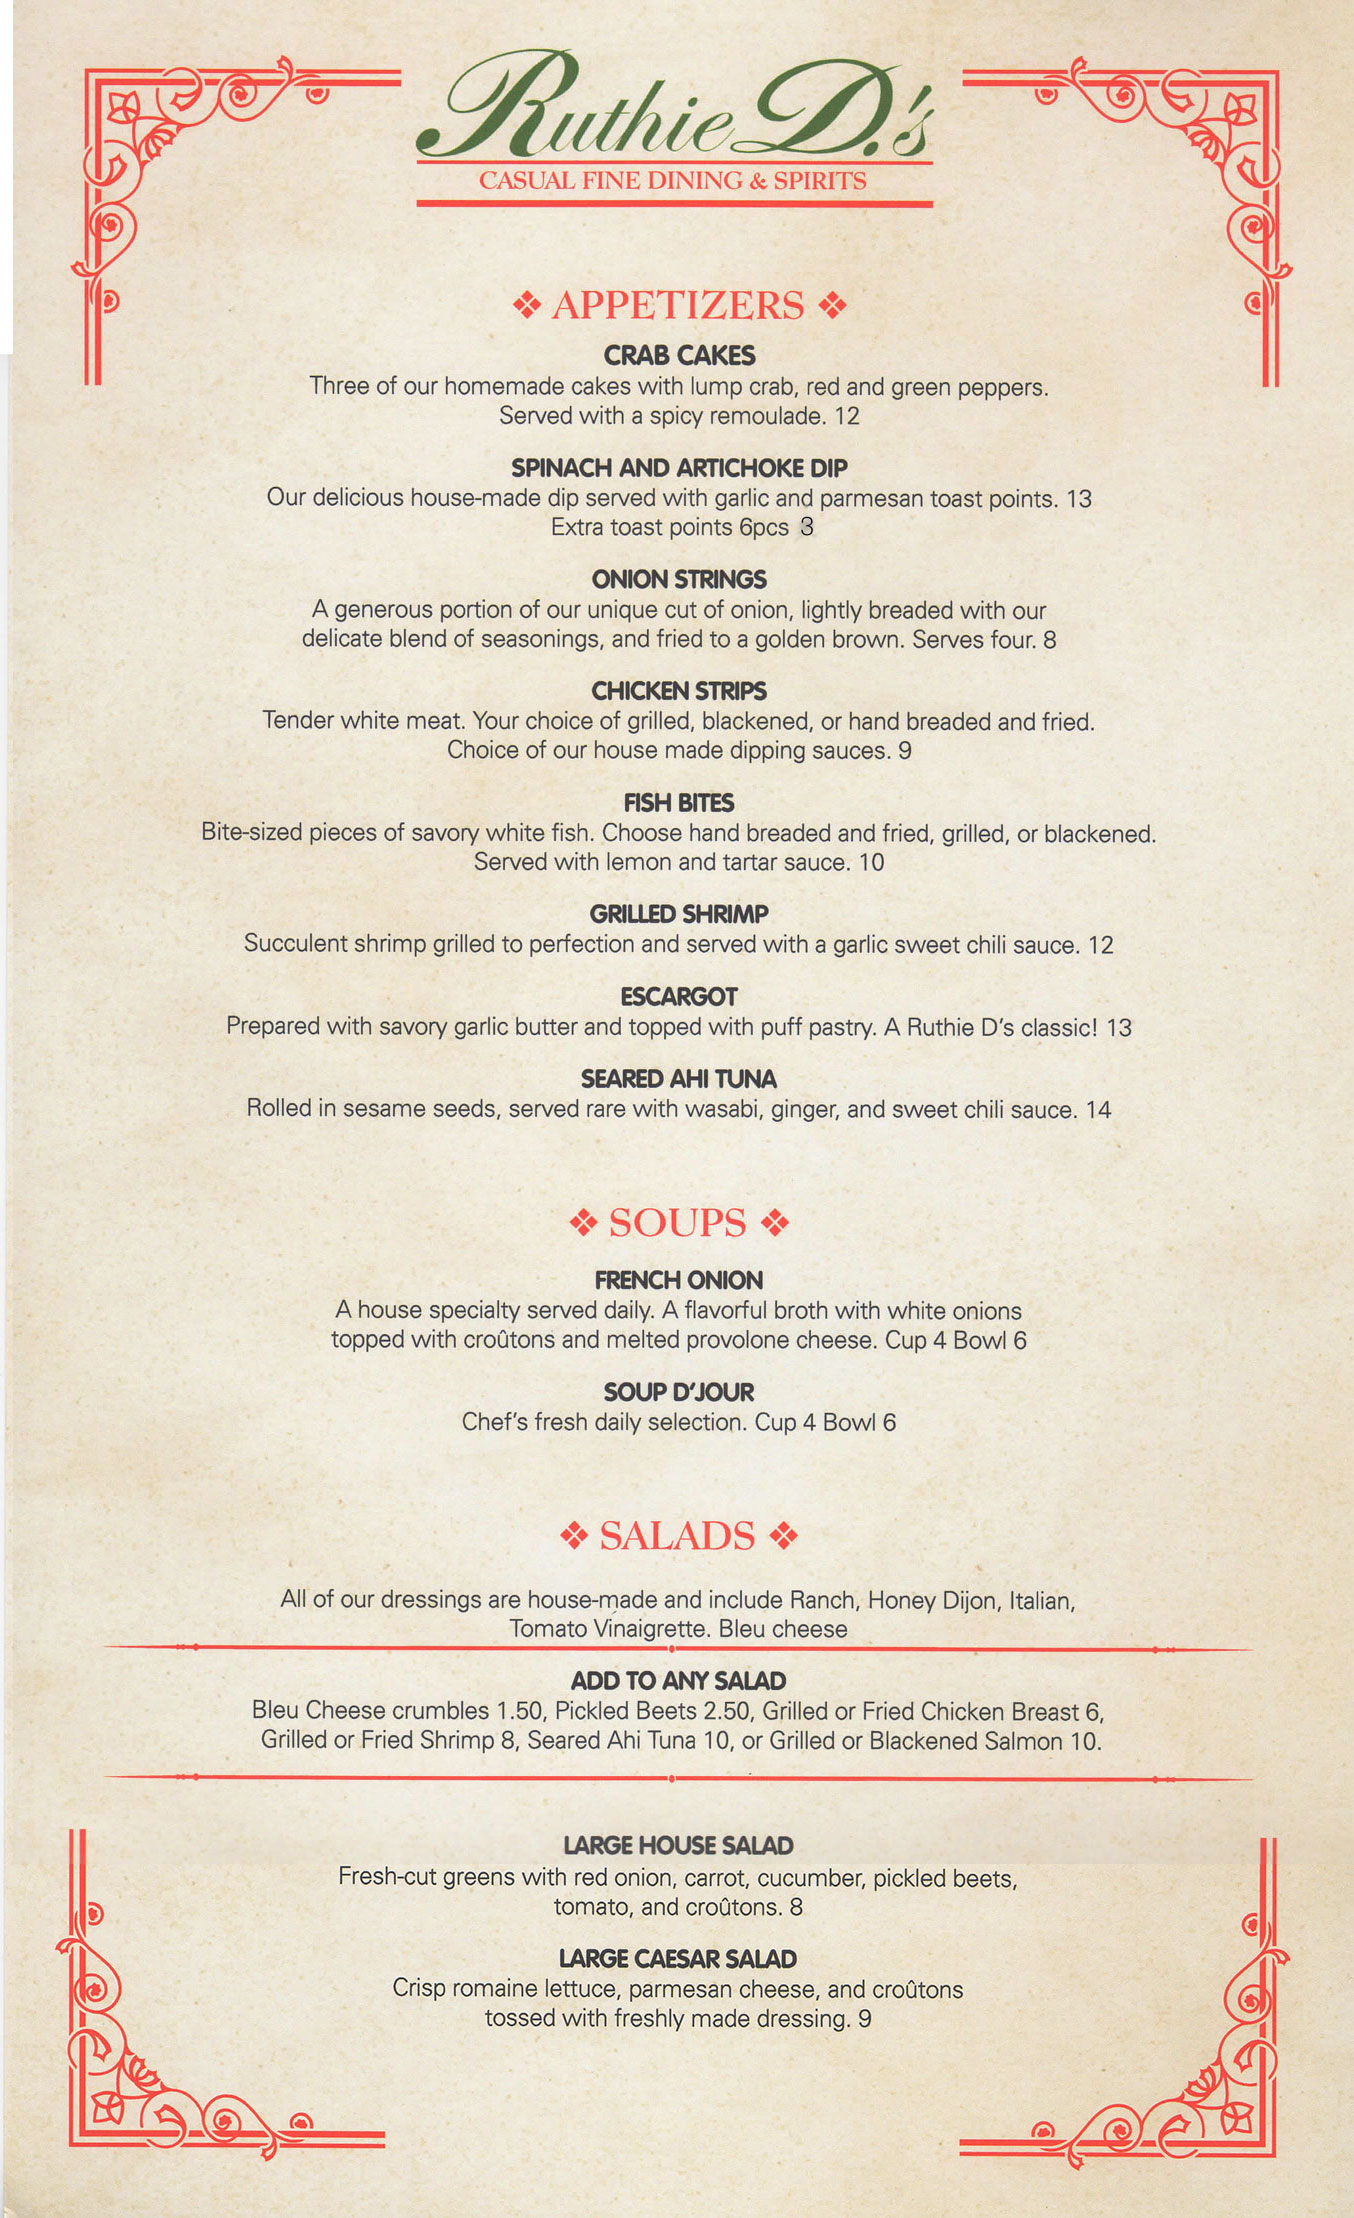 Ruthie D.'s
CASUAL FINE DINING & SPIRITS
❖ APPETIZERS ❖
CRAB CAKES
Three of our homemade cakes with lump crab, red and green peppers.
Served with a spicy remoulade. 12
SPINACH AND ARTICHOKE DIP
Our delicious house-made dip served with garlic and parmesan toast points. 13
Extra toast points 6pcs 3
ONION STRINGS
A generous portion of our unique cut of onion, lightly breaded with our
delicate blend of seasonings, and fried to a golden brown. Serves four. 8
CHICKEN STRIPS
Tender white meat. Your choice of grilled, blackened, or hand breaded and fried.
Choice of our house made dipping sauces. 9
FISH BITES
Bite-sized pieces of savory white fish. Choose hand breaded and fried, grilled, or blackened.
Served with lemon and tartar sauce. 10
GRILLED SHRIMP
Succulent shrimp grilled to perfection and served with a garlic sweet chili sauce. 12
ESCARGOT
Prepared with savory garlic butter and topped with puff pastry. A Ruthie D's classic! 13
SEARED AHI TUNA
Rolled in sesame seeds, served rare with wasabi, ginger, and sweet chili sauce. 14
❖ SOUPS ❖
FRENCH ONION
A house specialty served daily. A flavorful broth with white onions
topped with croûtons and melted provolone cheese. Cup 4 Bowl 6
SOUP D'JOUR
Chef's fresh daily selection. Cup 4 Bowl 6
❖ SALADS ❖
All of our dressings are house-made and include Ranch, Honey Dijon, Italian,
Tomato Vinaigrette. Bleu cheese
ADD TO ANY SALAD
Bleu Cheese crumbles 1.50, Pickled Beets 2.50, Grilled or Fried Chicken Breast 6,
Grilled or Fried Shrimp 8, Seared Ahi Tuna 10, or Grilled or Blackened Salmon 10.
LARGE HOUSE SALAD
Fresh-cut greens with red onion, carrot, cucumber, pickled beets,
tomato, and croûtons. 8
LARGE CAESAR SALAD
Crisp romaine lettuce, parmesan cheese, and croûtons
tossed with freshly made dressing. 9